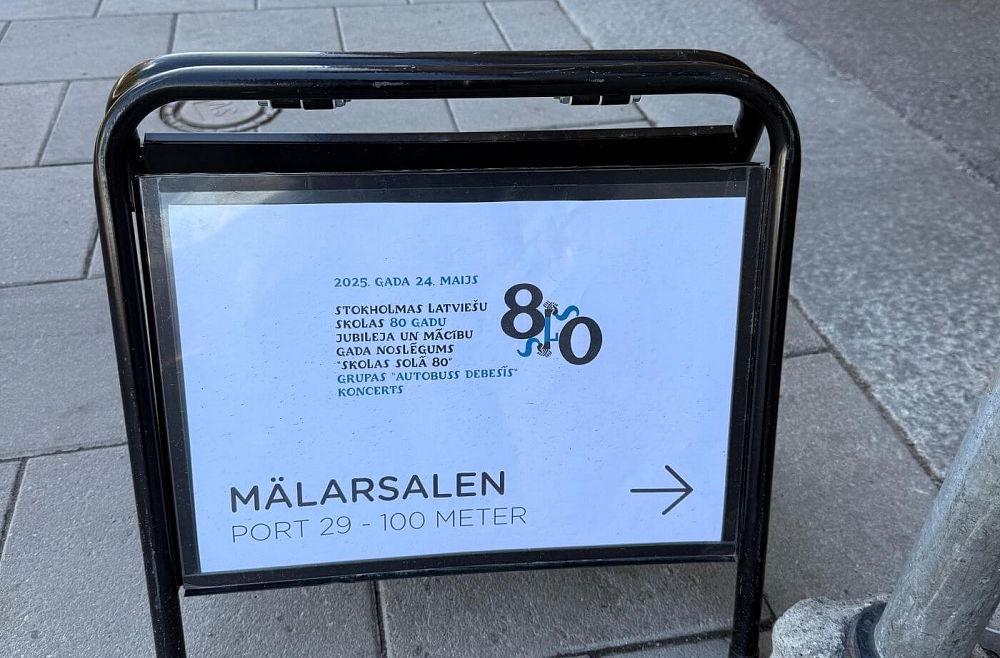 2025. GADA 24. MAIJS
STOKHOLMAS LATVIEŠU
SKOLAS 80 GADU
JUBILEJA UN MĀCĪBU
GADA NOSLĒGUMS
"SKOLAS SOLĀ 80"
GRUPAS "AUTOBUSS DEBESĪS"
KONCERTS
80
SLS
MÄLARSALEN
PORT 29 - 100 METER